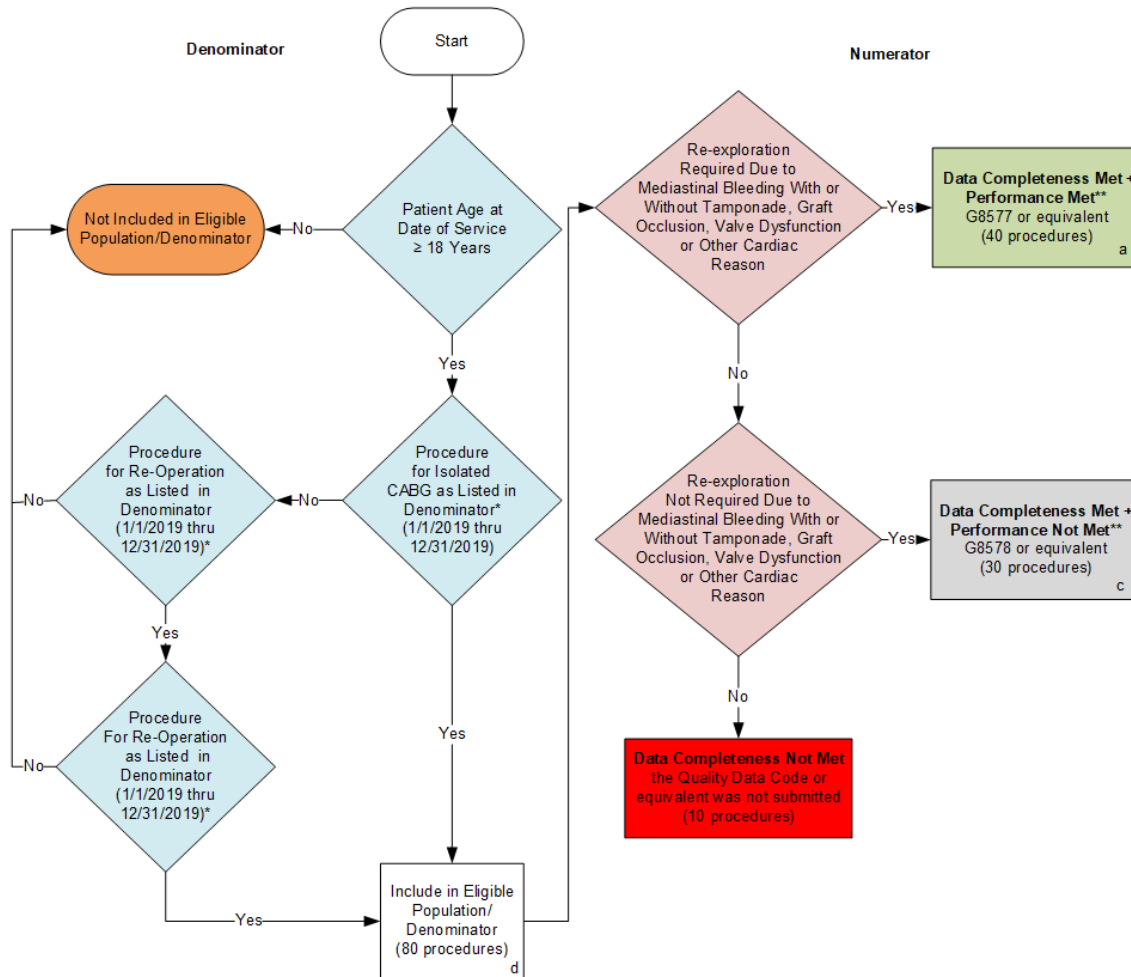 Start
Denominator
Numerator
Patient Age at
Date of Service
≥ 18 Years
No
Not Included in Eligible
Population/Denominator
Yes
Procedure
for Isolated
CABG as Listed in
Denominator*
(1/1/2019 thru
12/31/2019)
No
Procedure
for Re-Operation
as Listed in
Denominator
(1/1/2019 thru
12/31/2019)*
No
Yes
Procedure
For Re-Operation
as Listed in
Denominator
(1/1/2019 thru
12/31/2019)*
No
Yes
Yes
Include in Eligible
Population/
Denominator
(80 procedures)
d
Re-exploration
Required Due to
Mediastinal Bleeding With or
Without Tamponade, Graft
Occlusion, Valve Dysfunction
or Other Cardiac
Reason
Yes
Data Completeness Met +
Performance Met**
G8577 or equivalent
(40 procedures)
a
No
Re-exploration
Not Required Due to
Mediastinal Bleeding With or
Without Tamponade, Graft
Occlusion, Valve Dysfunction
or Other Cardiac
Reason
Yes
Data Completeness Met +
Performance Not Met**
G8578 or equivalent
(30 procedures)
c
No
Data Completeness Not Met
the Quality Data Code or
equivalent was not submitted
(10 procedures)